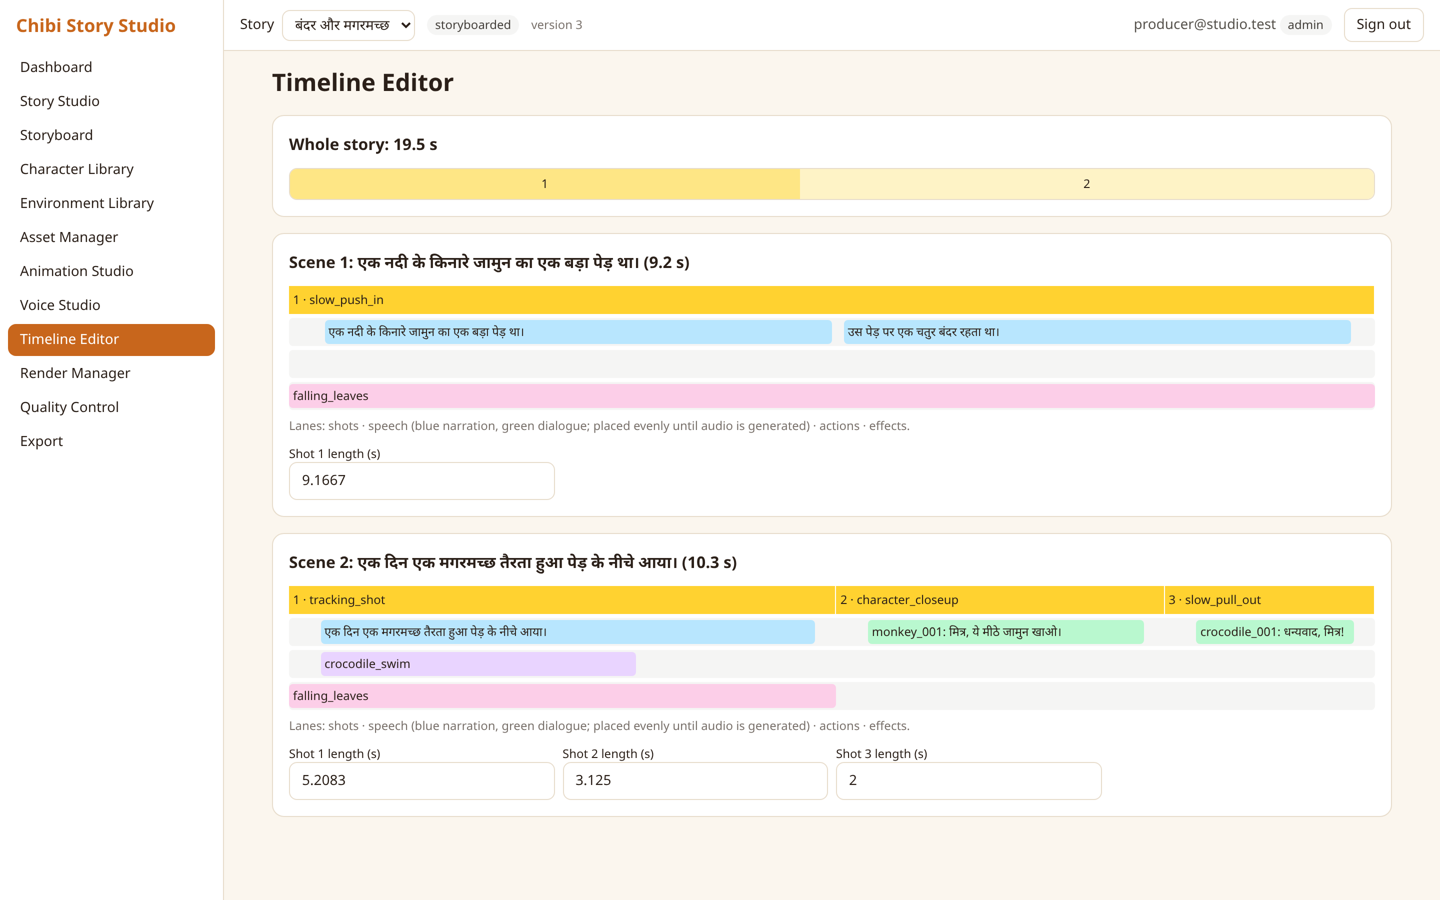 Chibi Story Studio
Dashboard
Story Studio
Storyboard
Character Library
Environment Library
Asset Manager
Animation Studio
Voice Studio
Timeline Editor
Render Manager
Quality Control
Export
Story बंदर और मगरमच्छ storyboarded version 3 producer@studio.test admin Sign out
Timeline Editor
Whole story: 19.5 s
1 2
Scene 1: एक नदी के किनारे जामुन का एक बड़ा पेड़ था। (9.2 s)
1 · slow_push_in
एक नदी के किनारे जामुन का एक बड़ा पेड़ था। उस पेड़ पर एक चतुर बंदर रहता था।
falling_leaves
Lanes: shots · speech (blue narration, green dialogue; placed evenly until audio is generated) · actions · effects.
Shot 1 length (s)
9.1667
Scene 2: एक दिन एक मगरमच्छ तैरता हुआ पेड़ के नीचे आया। (10.3 s)
1 · tracking_shot 2 · character_closeup 3 · slow_pull_out
एक दिन एक मगरमच्छ तैरता हुआ पेड़ के नीचे आया। monkey_001: मित्र, ये मीठे जामुन खाओ। crocodile_001: धन्यवाद, मित्र!
crocodile_swim
falling_leaves
Lanes: shots · speech (blue narration, green dialogue; placed evenly until audio is generated) · actions · effects.
Shot 1 length (s) Shot 2 length (s) Shot 3 length (s)
5.2083 3.125 2